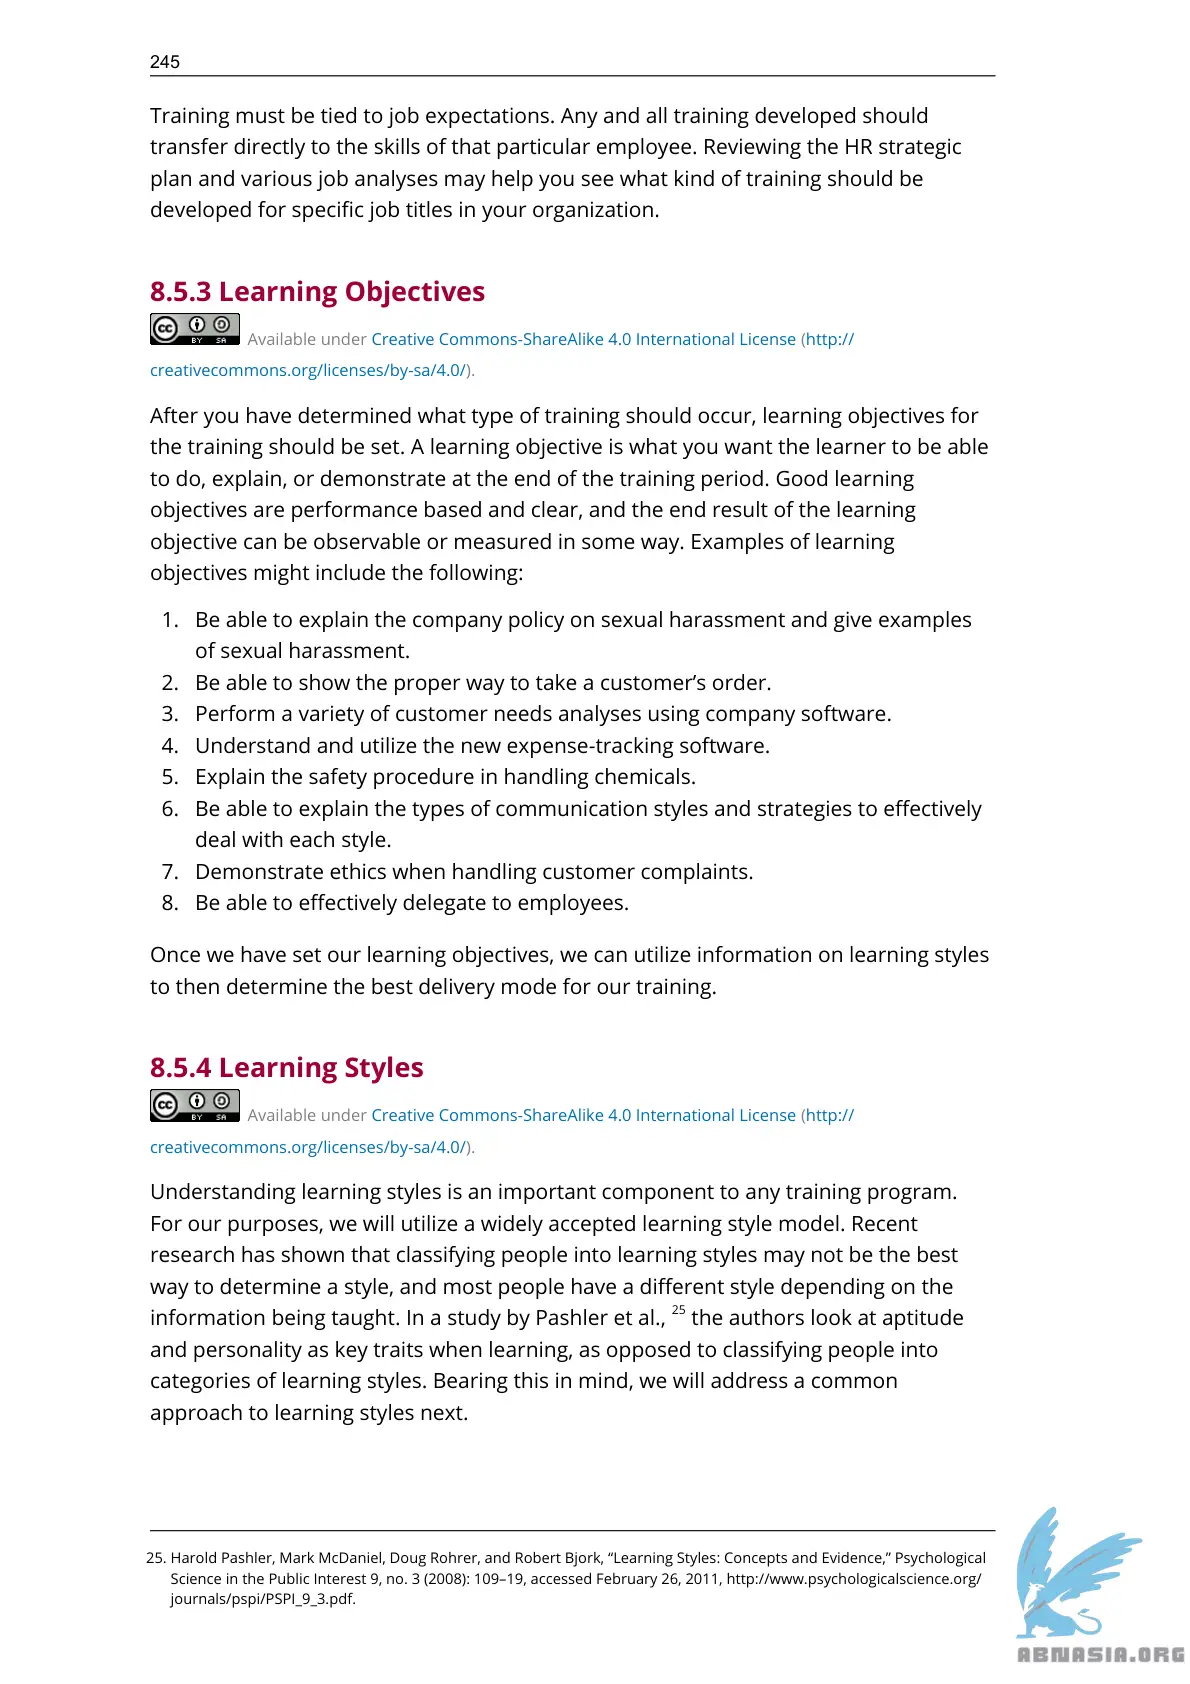 245
Training must be tied to job expectations. Any and all training developed should
transfer directly to the skills of that particular employee. Reviewing the HR strategic
plan and various job analyses may help you see what kind of training should be
developed for specific job titles in your organization.
8.5.3 Learning Objectives
cc BY SA Available under Creative Commons-ShareAlike 4.0 International License (http://
creativecommons.org/licenses/by-sa/4.0/).
After you have determined what type of training should occur, learning objectives for
the training should be set. A learning objective is what you want the learner to be able
to do, explain, or demonstrate at the end of the training period. Good learning
objectives are performance based and clear, and the end result of the learning
objective can be observable or measured in some way. Examples of learning
objectives might include the following:
1. Be able to explain the company policy on sexual harassment and give examples
of sexual harassment.
2. Be able to show the proper way to take a customer’s order.
3. Perform a variety of customer needs analyses using company software.
4. Understand and utilize the new expense-tracking software.
5. Explain the safety procedure in handling chemicals.
6. Be able to explain the types of communication styles and strategies to effectively
deal with each style.
7. Demonstrate ethics when handling customer complaints.
8. Be able to effectively delegate to employees.
Once we have set our learning objectives, we can utilize information on learning styles
to then determine the best delivery mode for our training.
8.5.4 Learning Styles
cc BY SA Available under Creative Commons-ShareAlike 4.0 International License (http://
creativecommons.org/licenses/by-sa/4.0/).
Understanding learning styles is an important component to any training program.
For our purposes, we will utilize a widely accepted learning style model. Recent
research has shown that classifying people into learning styles may not be the best
way to determine a style, and most people have a different style depending on the
information being taught. In a study by Pashler et al., 25 the authors look at aptitude
and personality as key traits when learning, as opposed to classifying people into
categories of learning styles. Bearing this in mind, we will address a common
approach to learning styles next.
25. Harold Pashler, Mark McDaniel, Doug Rohrer, and Robert Bjork, “Learning Styles: Concepts and Evidence,” Psychological
Science in the Public Interest 9, no. 3 (2008): 109–19, accessed February 26, 2011, http://www.psychologicalscience.org/
journals/pspi/PSPI_9_3.pdf.
ABNASIA.ORG